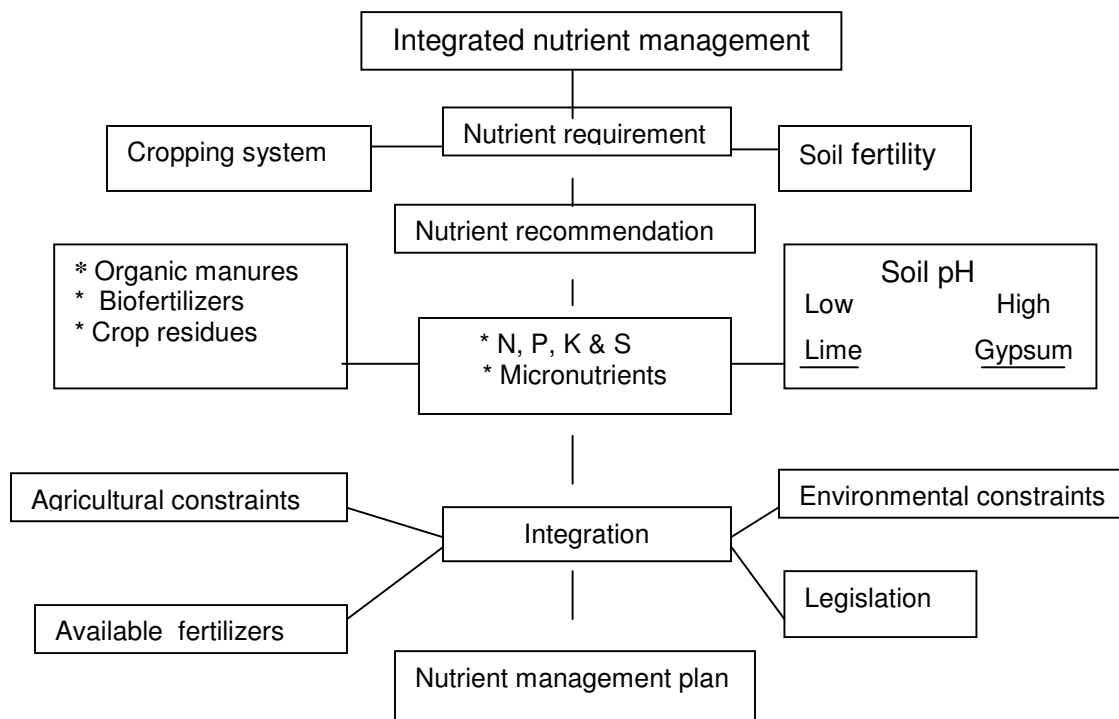 Integrated nutrient management
Nutrient requirement
Cropping system
Soil fertility
Nutrient recommendation
* Organic manures
* Biofertilizers
* Crop residues
* N, P, K & S
* Micronutrients
Soil pH
Low High
Lime Gypsum
Agricultural constraints
Environmental constraints
Integration
Available fertilizers
Legislation
Nutrient management plan